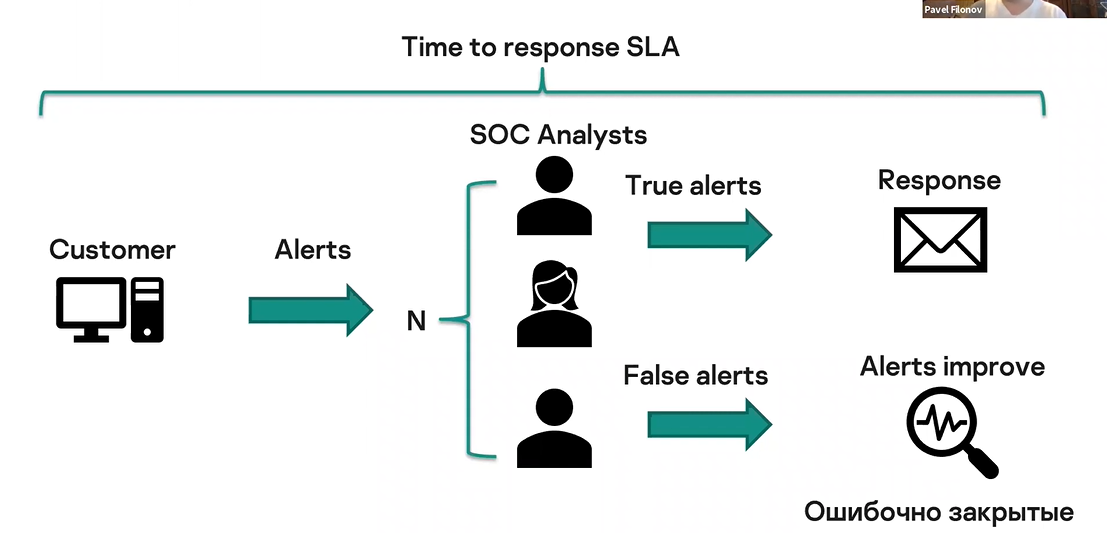 Pavel Filonov
Time to response SLA
SOC Analysts
True alerts
Response
Customer
Alerts
N
False alerts
Alerts improve
Ошибочно закрытые